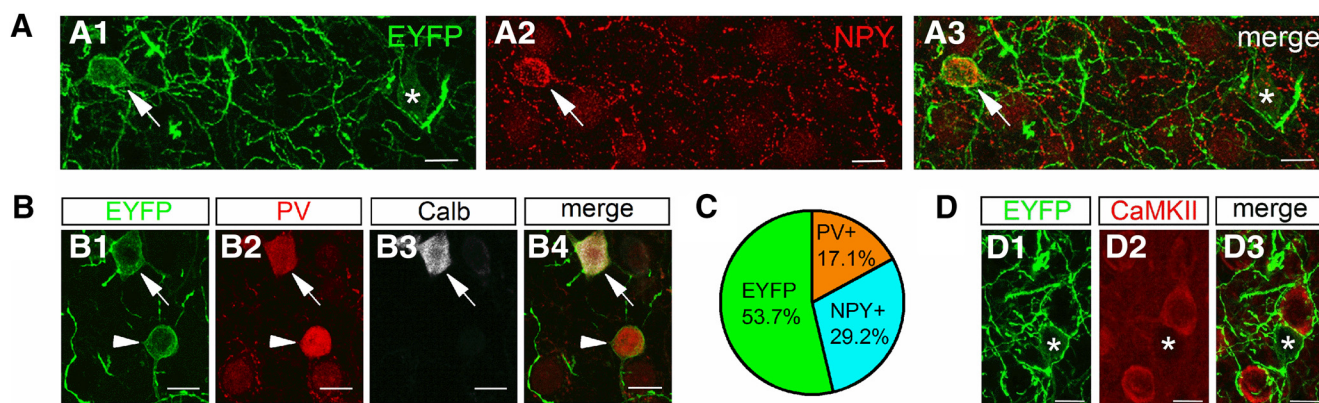 A
A1 EYFP
A2 NPY
A3 merge
*
*
B
EYFP PV Calb merge
B1 B2 B3 B4
C
PV+
17.1%
EYFP
53.7%
NPY+
29.2%
D
EYFP CaMKII merge
D1 D2 D3
* * *